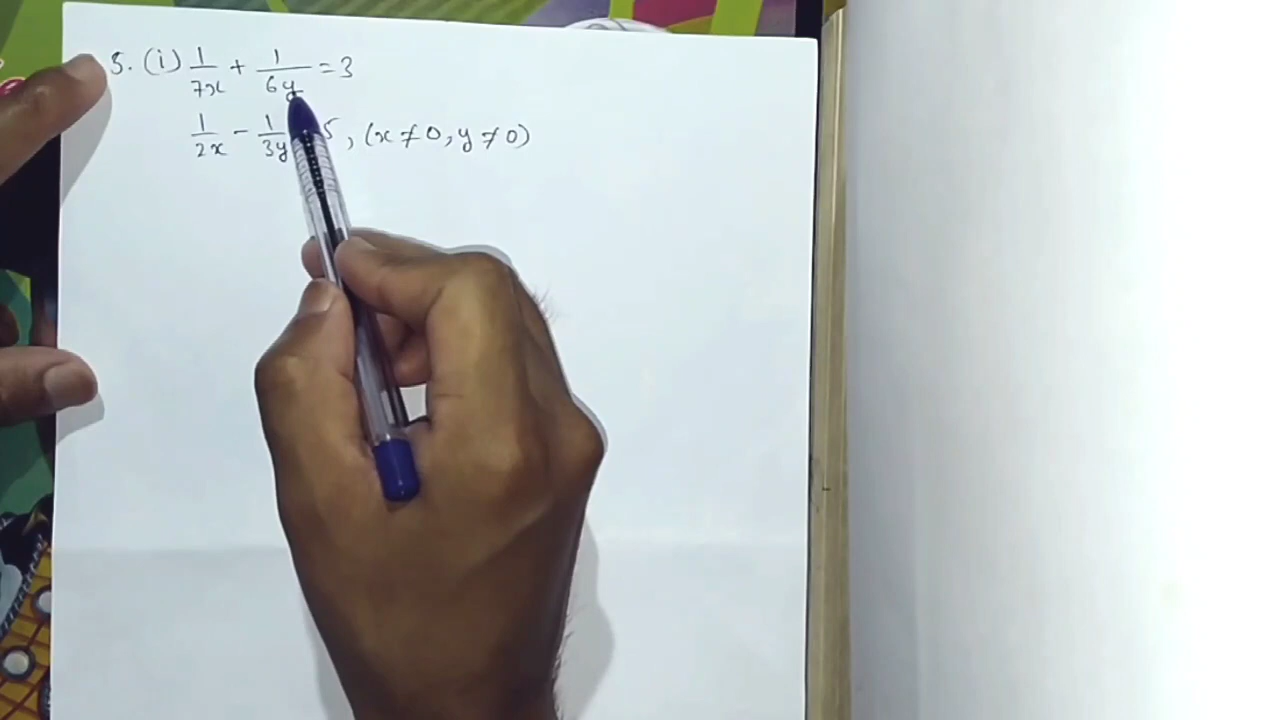 5. (i) 1/7x + 1/6y = 3
1/2x - 1/3y 5, (x ≠ 0, y ≠ 0)